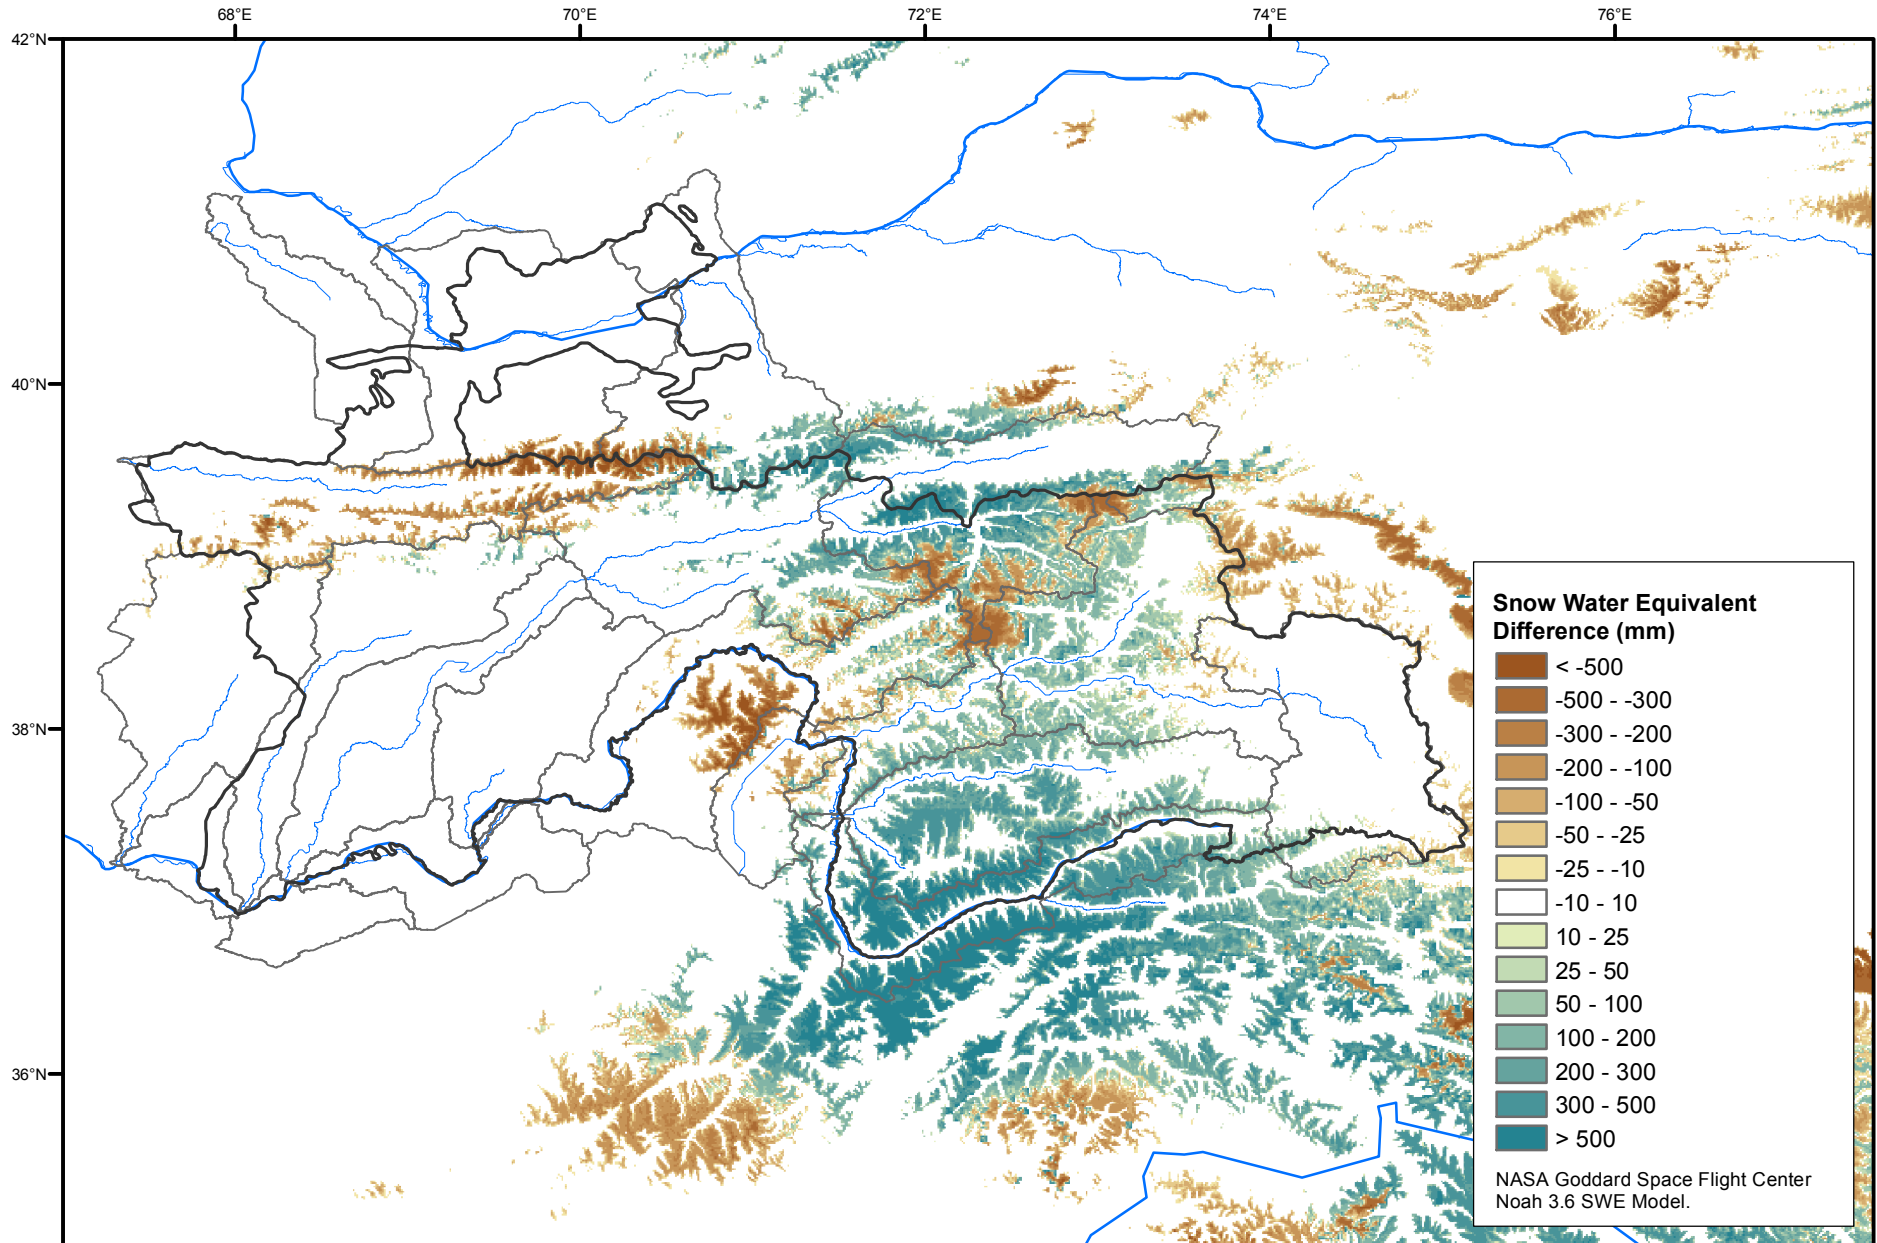 68°E 70°E 72°E 74°E 76°E
42°N
40°N
38°N
36°N
Snow Water Equivalent
Difference (mm)
< -500
-500 - -300
-300 - -200
-200 - -100
-100 - -50
-50 - -25
-25 - -10
-10 - 10
10 - 25
25 - 50
50 - 100
100 - 200
200 - 300
300 - 500
> 500
NASA Goddard Space Flight Center
Noah 3.6 SWE Model.